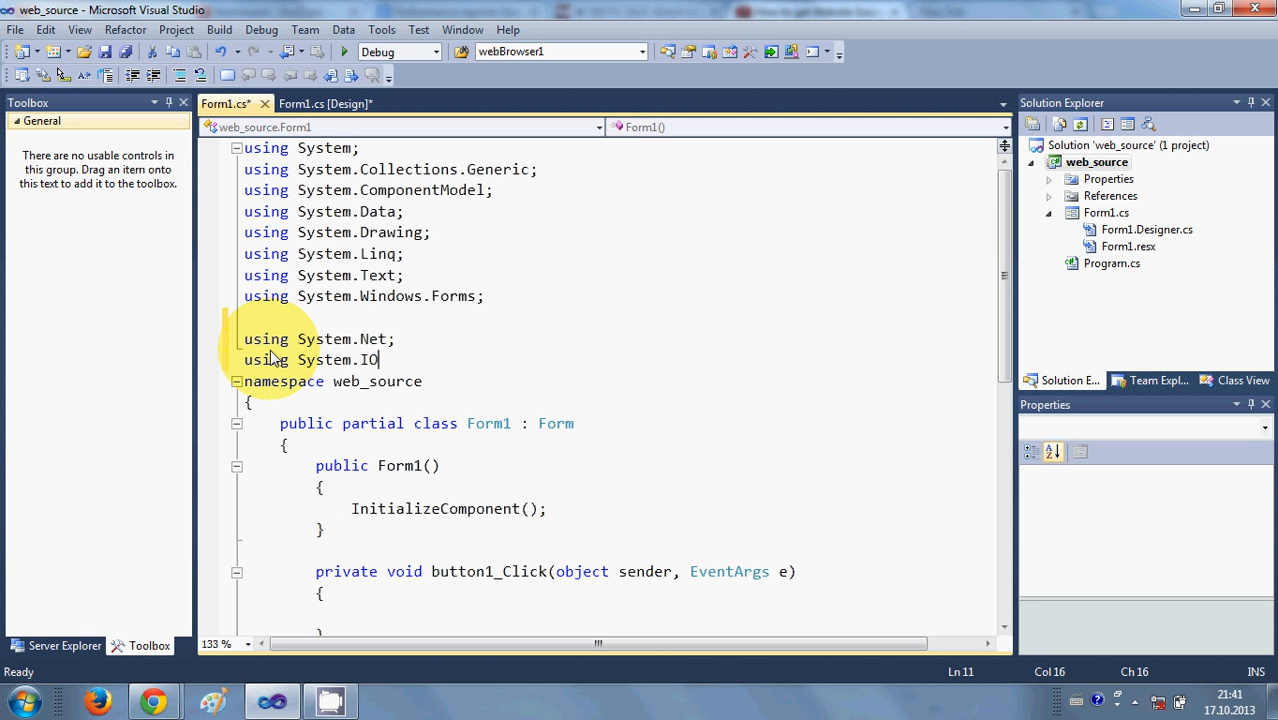 web_source - Microsoft Visual Studio
File Edit View Refactor Project Build Debug Team Data Tools Test Window Help
Debug webBrowser1
Toolbox
General
There are no usable controls in
this group. Drag an item onto
this text to add it to the toolbox.
Server Explorer Toolbox
Form1.cs* Form1.cs [Design]*
web_source.Form1 Form1()
using System;
using System.Collections.Generic;
using System.ComponentModel;
using System.Data;
using System.Drawing;
using System.Linq;
using System.Text;
using System.Windows.Forms;
using System.Net;
using System.IO
namespace web_source
{
public partial class Form1 : Form
{
public Form1()
{
InitializeComponent();
}
private void button1_Click(object sender, EventArgs e)
{
}
133 %
Solution Explorer
Solution 'web_source' (1 project)
web_source
Properties
References
Form1.cs
Form1.Designer.cs
Form1.resx
Program.cs
Solution E... Team Expl... Class View
Properties
Ready Ln 11 Col 16 Ch 16 INS
21:41
17.10.2013